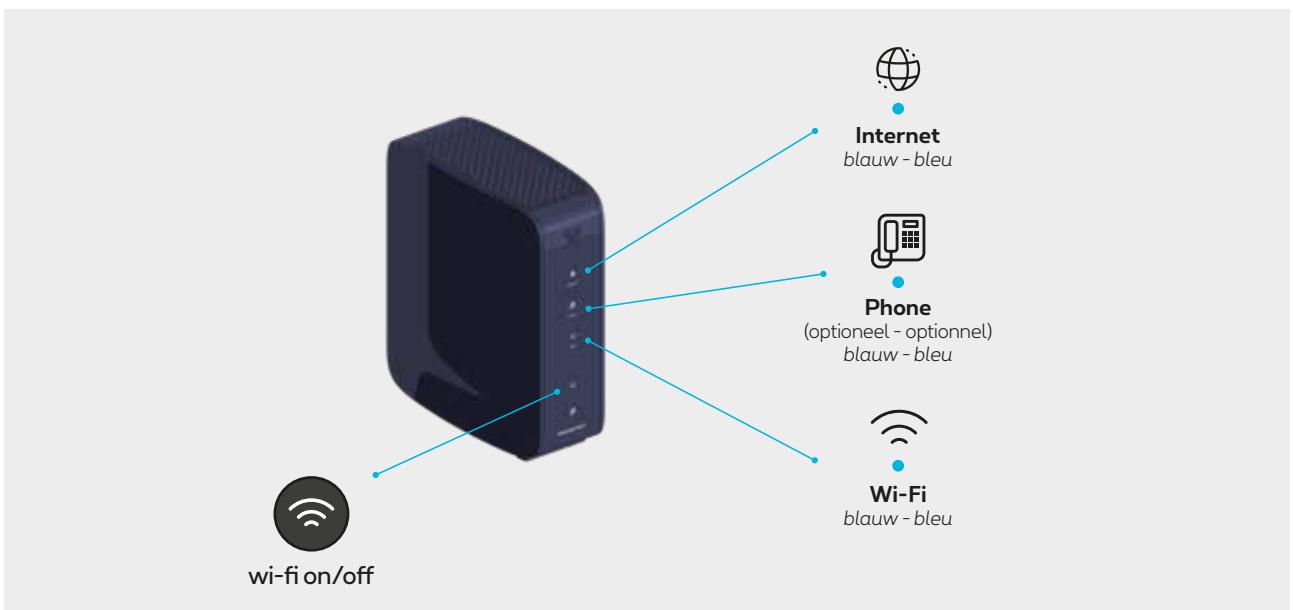 Internet
blauw - bleu
Phone
(optioneel - optionnel)
blauw - bleu
Wi-Fi
blauw - bleu
wi-fi on/off